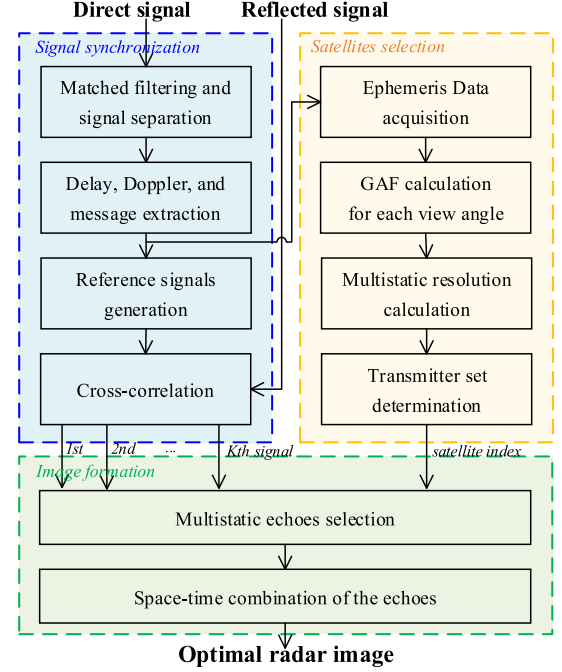 Direct signal
Reflected signal
Signal synchronization
Matched filtering and
signal separation
Delay, Doppler, and
message extraction
Reference signals
generation
Cross-correlation
Satellites selection
Ephemeris Data
acquisition
GAF calculation
for each view angle
Multistatic resolution
calculation
Transmitter set
determination
1st
2nd
...
Kth signal
satellite index
Image formation
Multistatic echoes selection
Space-time combination of the echoes
Optimal radar image